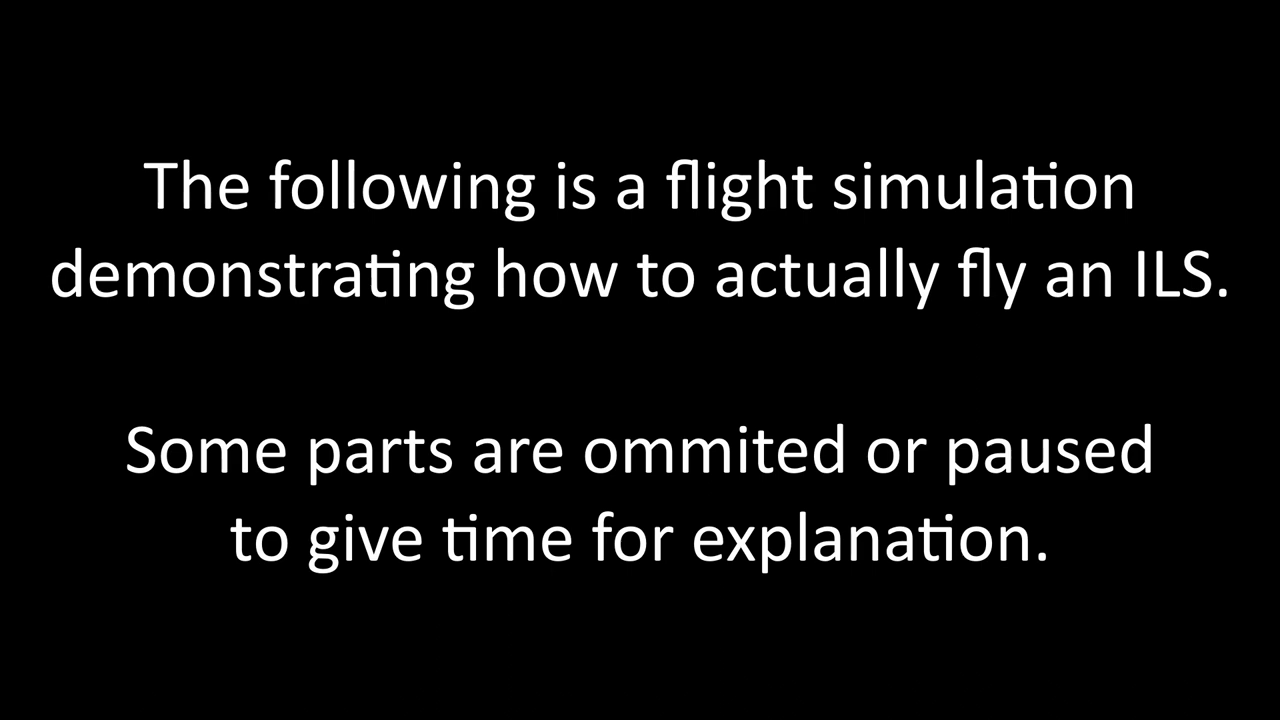 The following is a flight simulation
demonstrating how to actually fly an ILS.
Some parts are ommited or paused
to give time for explanation.